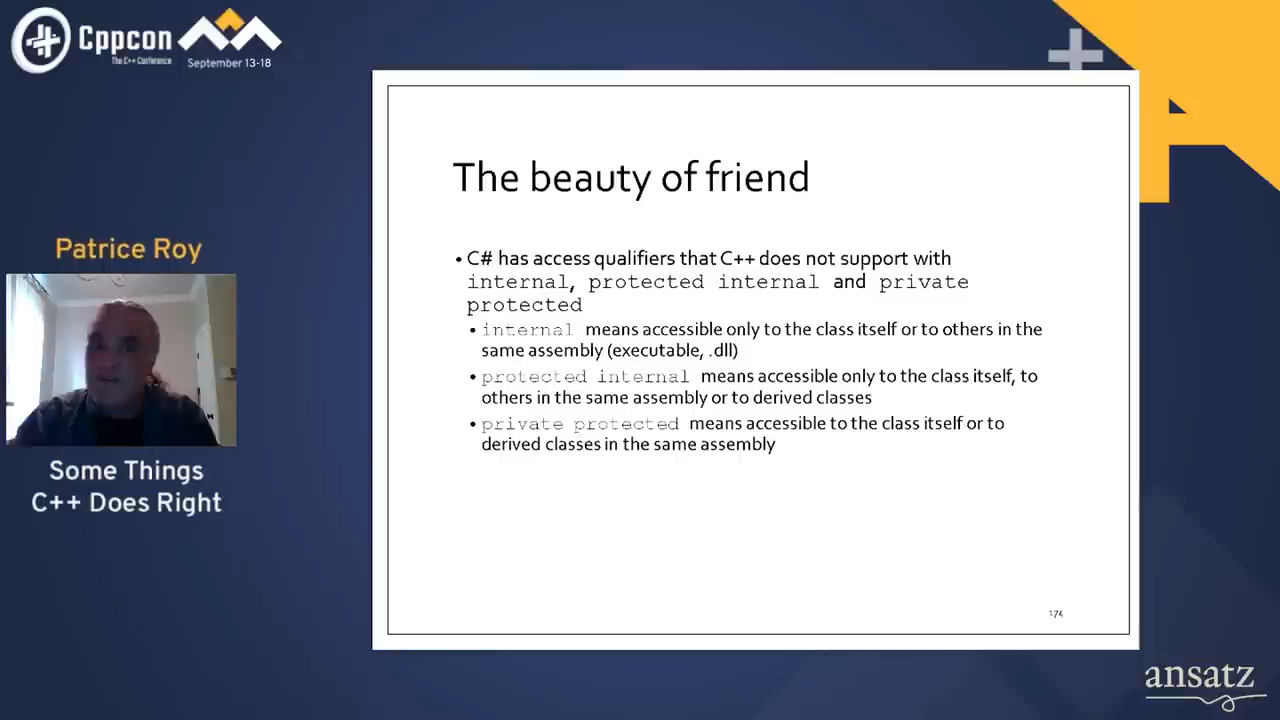 Cppcon
The C++ Conference
September 13-18
Patrice Roy
Some Things
C++ Does Right
The beauty of friend
• C# has access qualifiers that C++ does not support with
internal, protected internal and private
protected
• internal means accessible only to the class itself or to others in the
same assembly (executable, .dll)
• protected internal means accessible only to the class itself, to
others in the same assembly or to derived classes
• private protected means accessible to the class itself or to
derived classes in the same assembly
174
ansatz